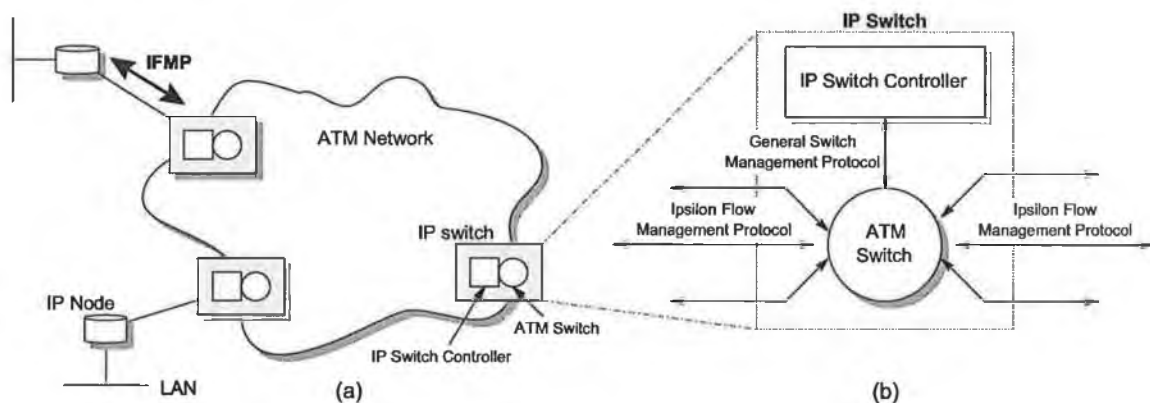 IFMP
ATM Network
IP switch
IP Node
IP Switch Controller
ATM Switch
LAN
(a)
IP Switch
IP Switch Controller
General Switch
Management Protocol
Ipsilon Flow
Management Protocol
ATM
Switch
Ipsilon Flow
Management Protocol
(b)